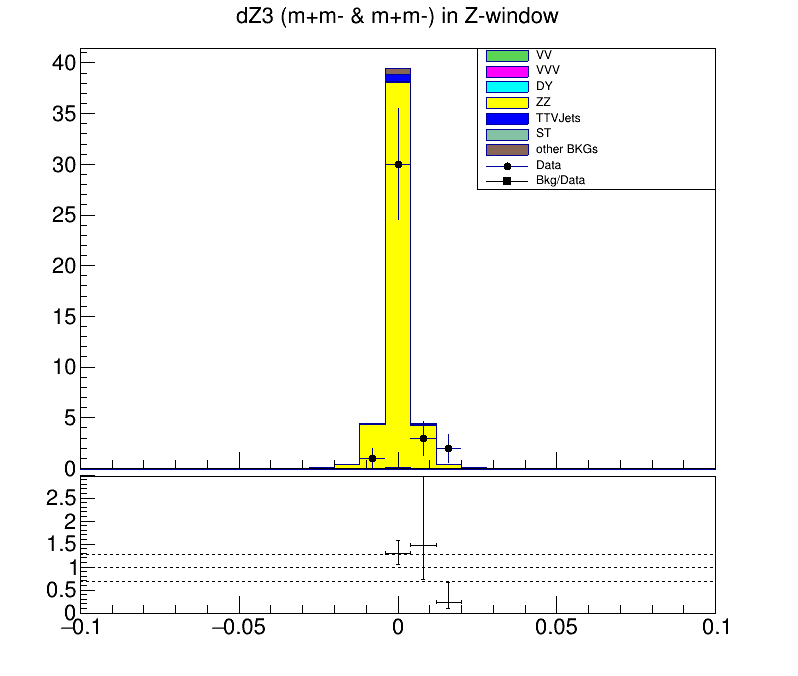 dZ3 (m+m- & m+m-) in Z-window
VV
VVV
DY
ZZ
TTVJets
ST
other BKGs
Data
Bkg/Data
40
35
30
25
20
15
10
5
0
2.5
2
1.5
1
0.5
0
−0.1 −0.05 0 0.05 0.1